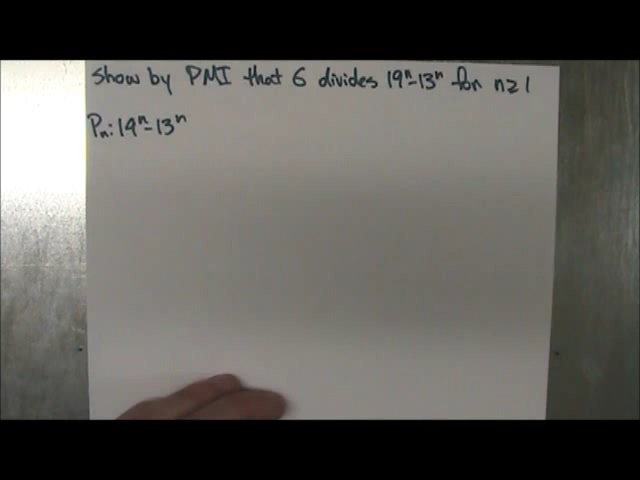 Show by PMI that 6 divides 19ⁿ-13ⁿ for n≥1
Pₙ: 19ⁿ-13ⁿ